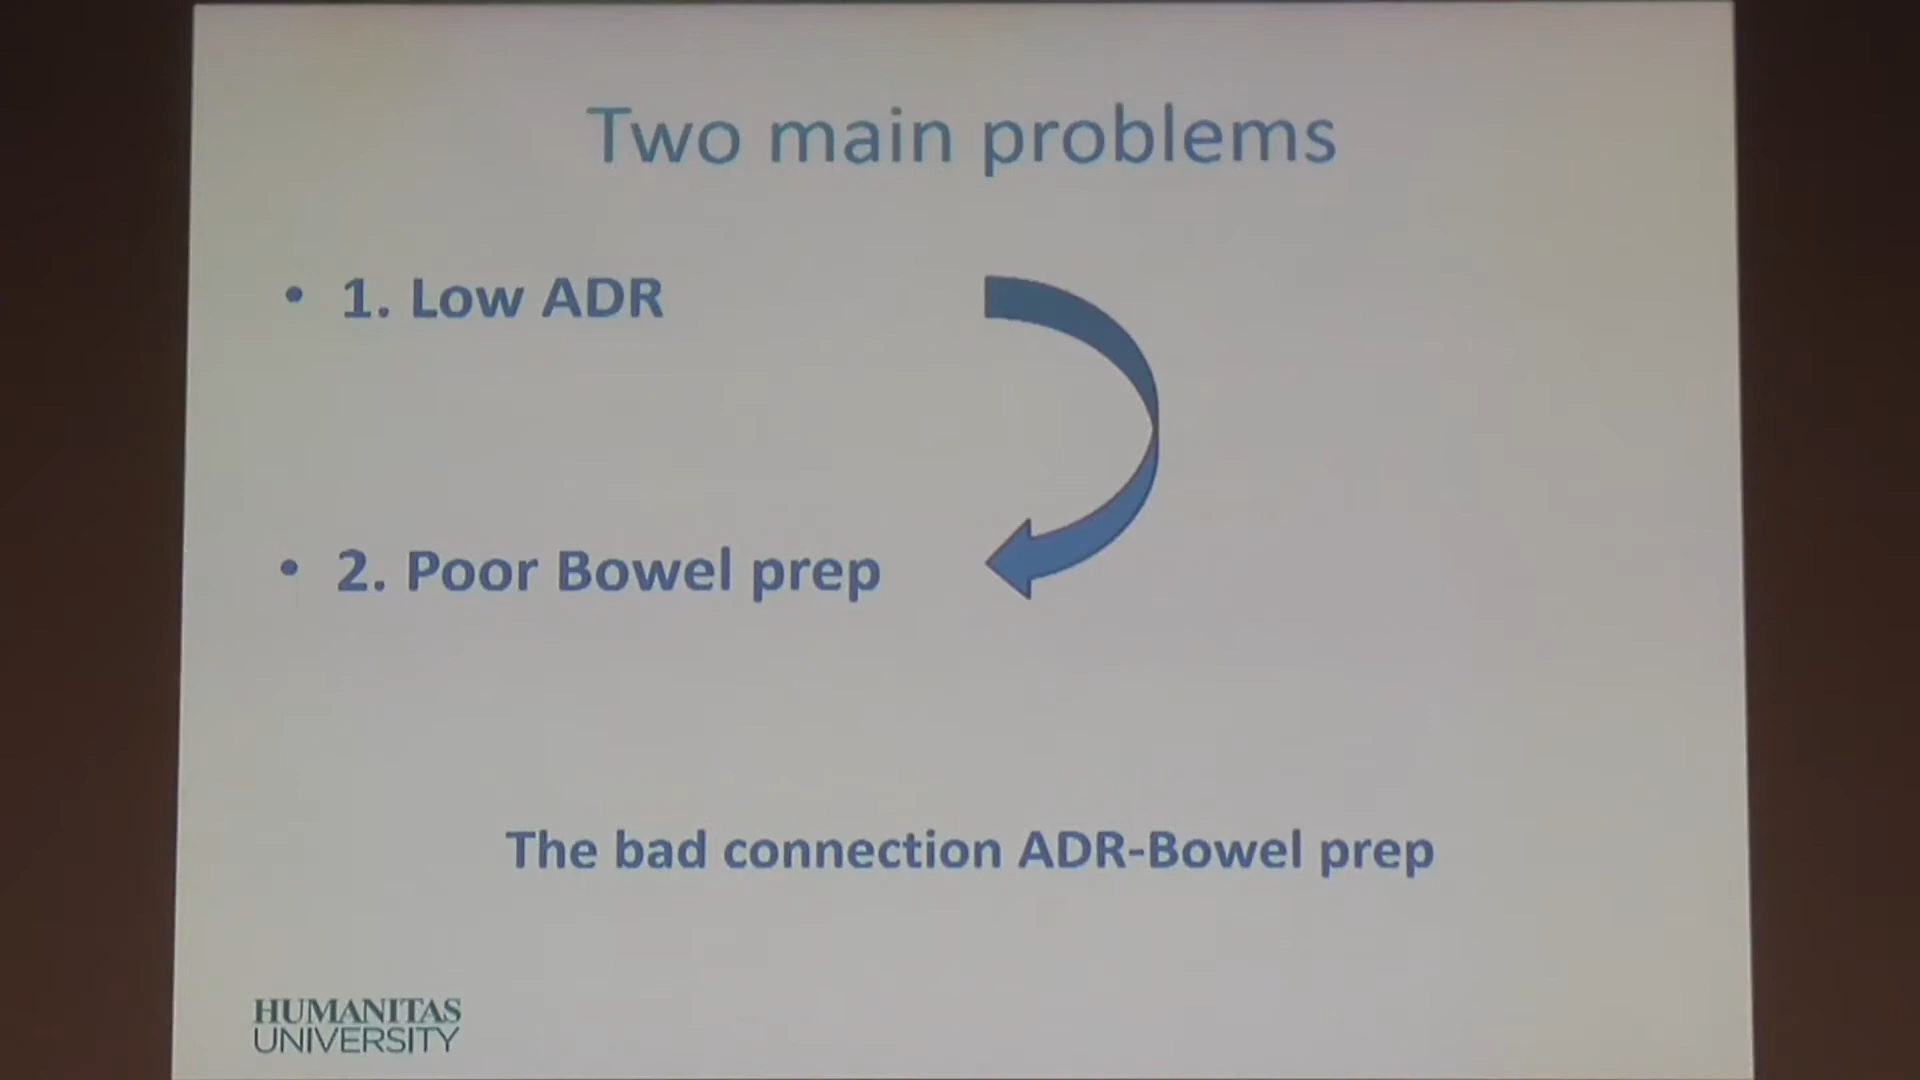 Two main problems
• 1. Low ADR
• 2. Poor Bowel prep
The bad connection ADR-Bowel prep
HUMANITAS
UNIVERSITY